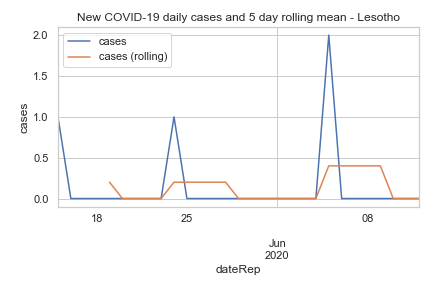 New COVID-19 daily cases and 5 day rolling mean - Lesotho
cases
cases (rolling)
2.0
1.5
1.0
0.5
0.0
cases
18
25
Jun
2020
08
dateRep